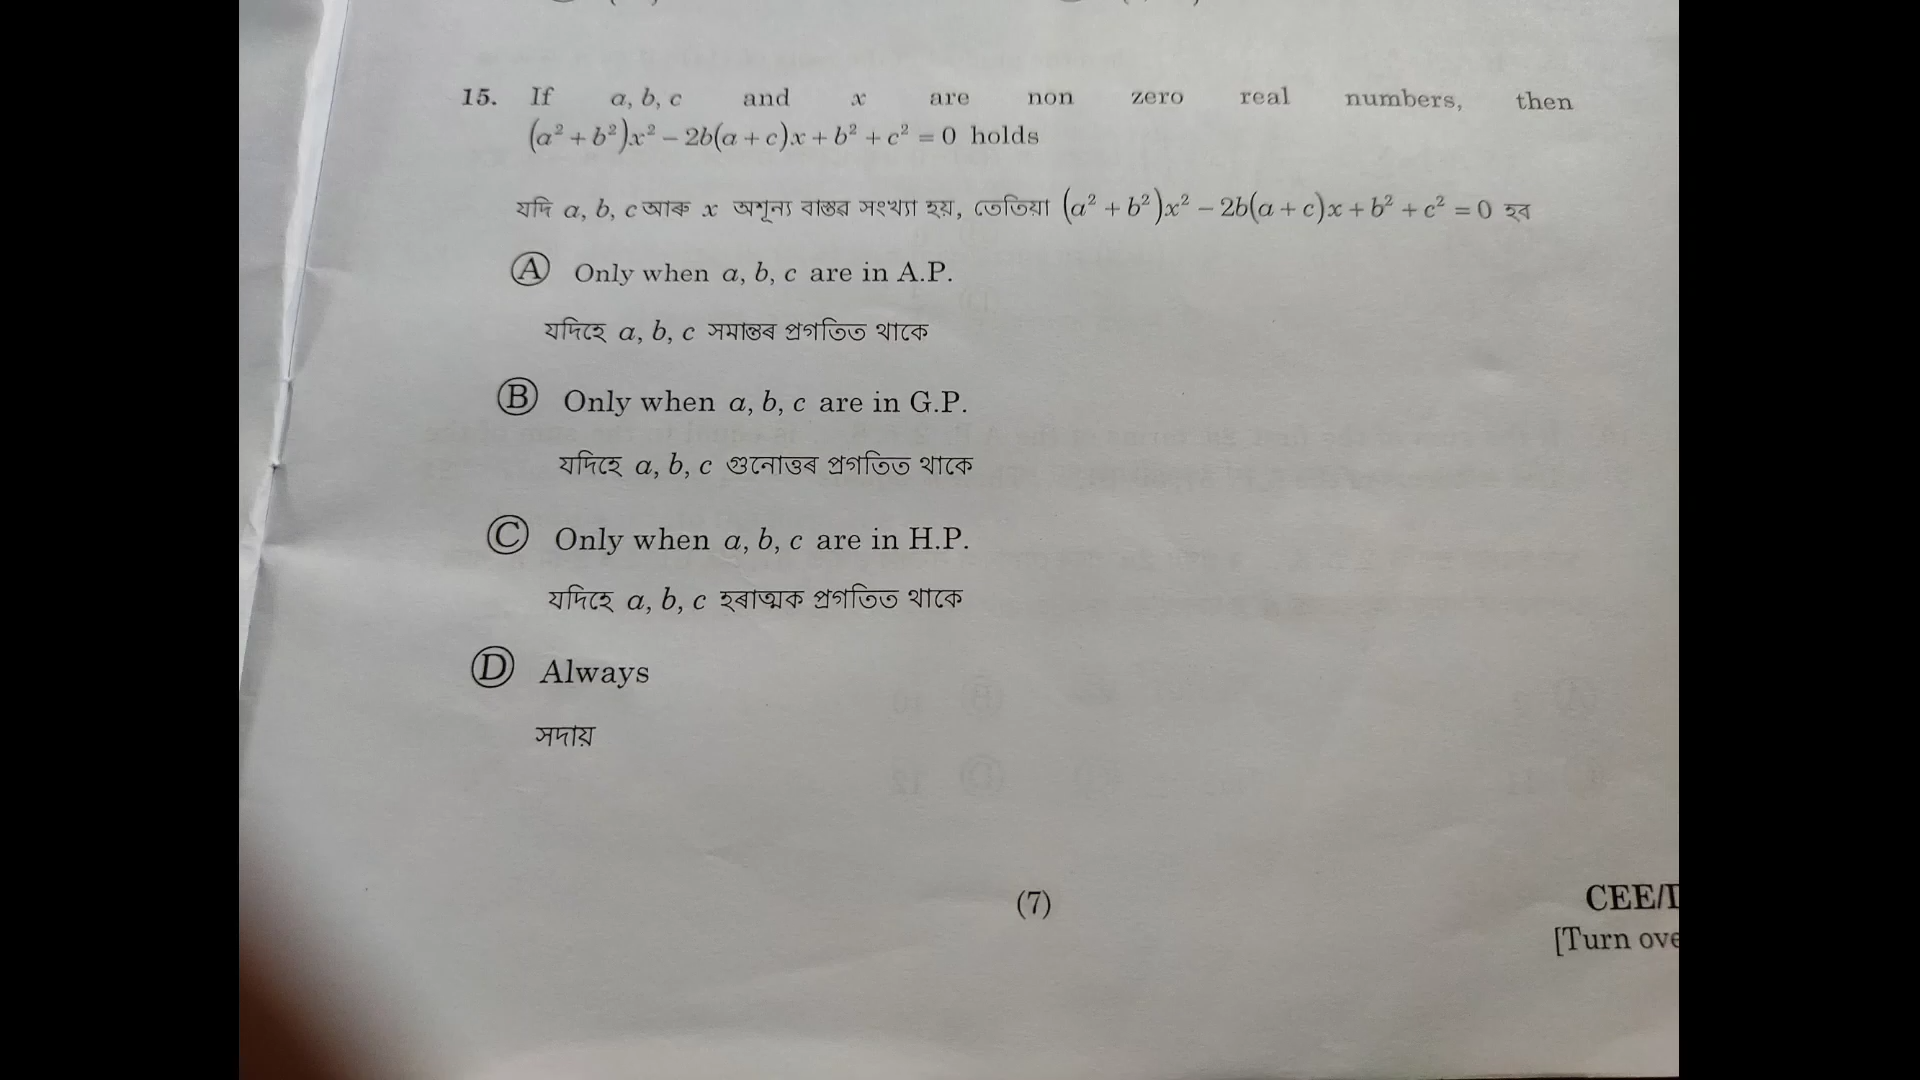 15. If a, b, c and x are non zero real numbers, then
(a² + b²)x² − 2b(a + c)x + b² + c² = 0 holds
যদি a, b, c আৰু x অশূন্য বাস্তৱ সংখ্যা হয়, তেতিয়া (a² + b²)x² − 2b(a + c)x + b² + c² = 0 হব
Ⓐ Only when a, b, c are in A.P.
যদিহে a, b, c সমান্তৰ প্ৰগতিত থাকে
Ⓑ Only when a, b, c are in G.P.
যদিহে a, b, c গুনোত্তৰ প্ৰগতিত থাকে
Ⓒ Only when a, b, c are in H.P.
যদিহে a, b, c হৰাত্মক প্ৰগতিত থাকে
Ⓓ Always
সদায়
(7)
CEE/
[Turn ove